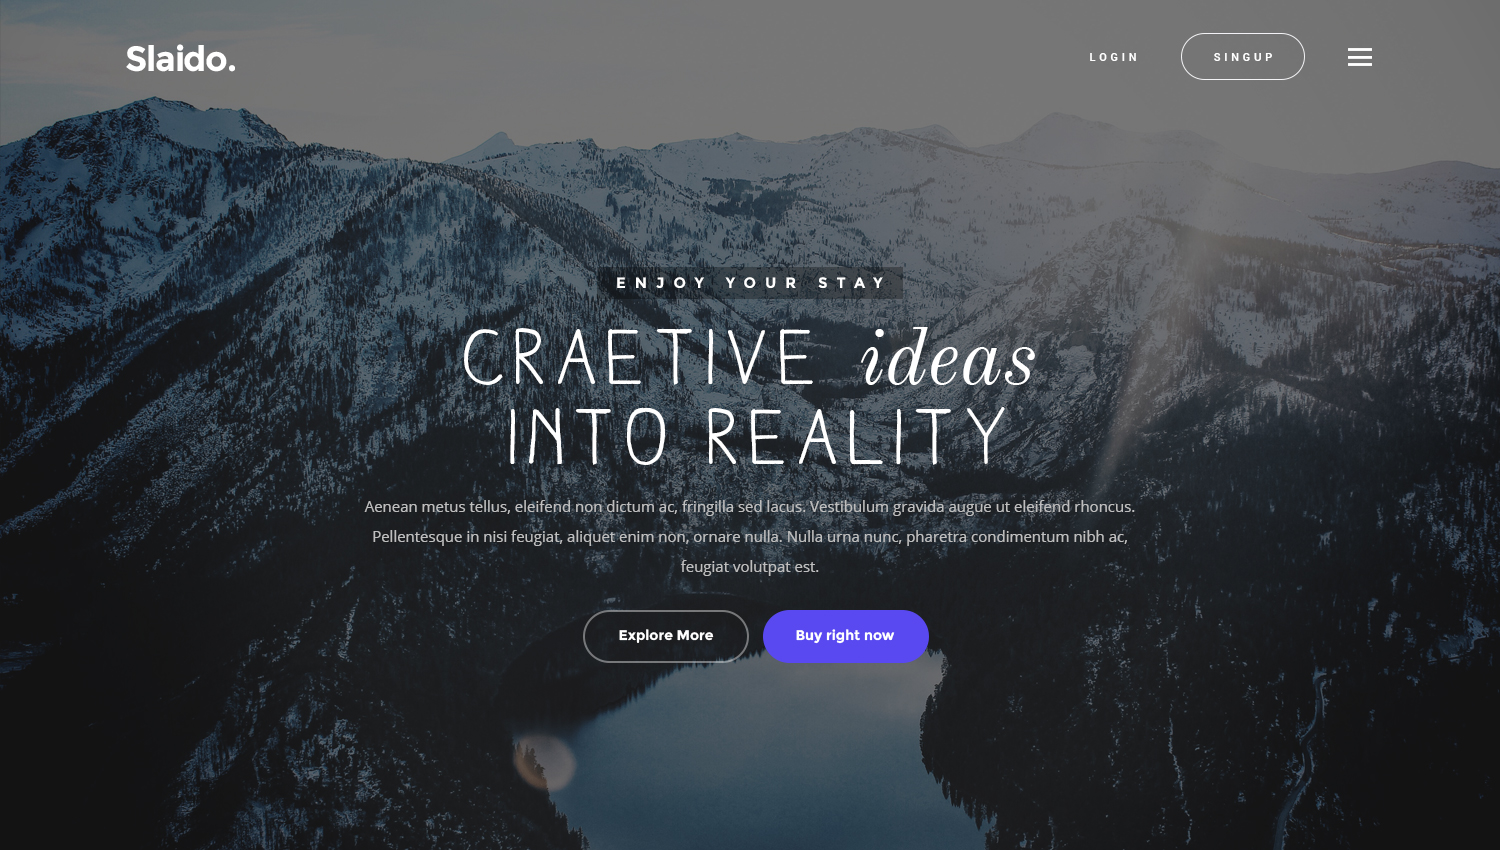 Slaido.
LOGIN
SINGUP
ENJOY YOUR STAY
CRAETIVE ideas
INTO REALITY
Aenean metus tellus, eleifend non dictum ac, fringilla sed lacus. Vestibulum gravida augue ut eleifend rhoncus.
Pellentesque in nisi feugiat, aliquet enim non, ornare nulla. Nulla urna nunc, pharetra condimentum nibh ac,
feugiat volutpat est.
Explore More
Buy right now